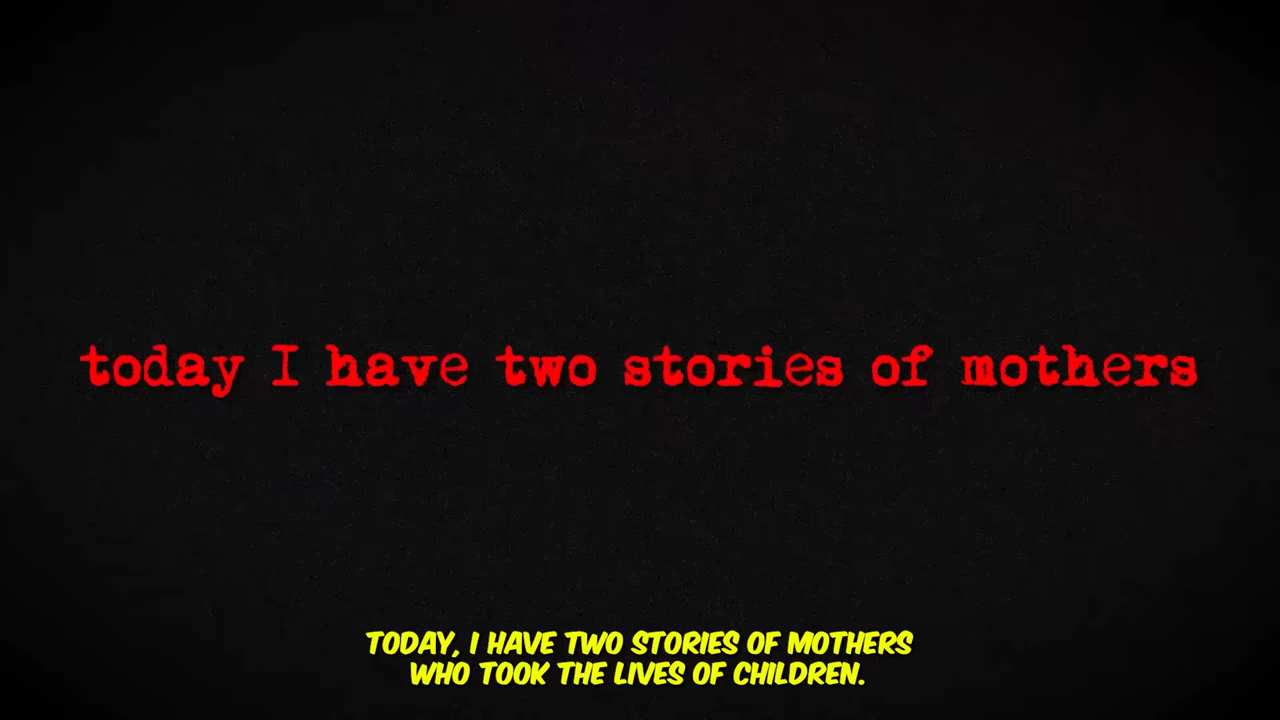 today I have two stories of mothers
TODAY, I HAVE TWO STORIES OF MOTHERS
WHO TOOK THE LIVES OF CHILDREN.